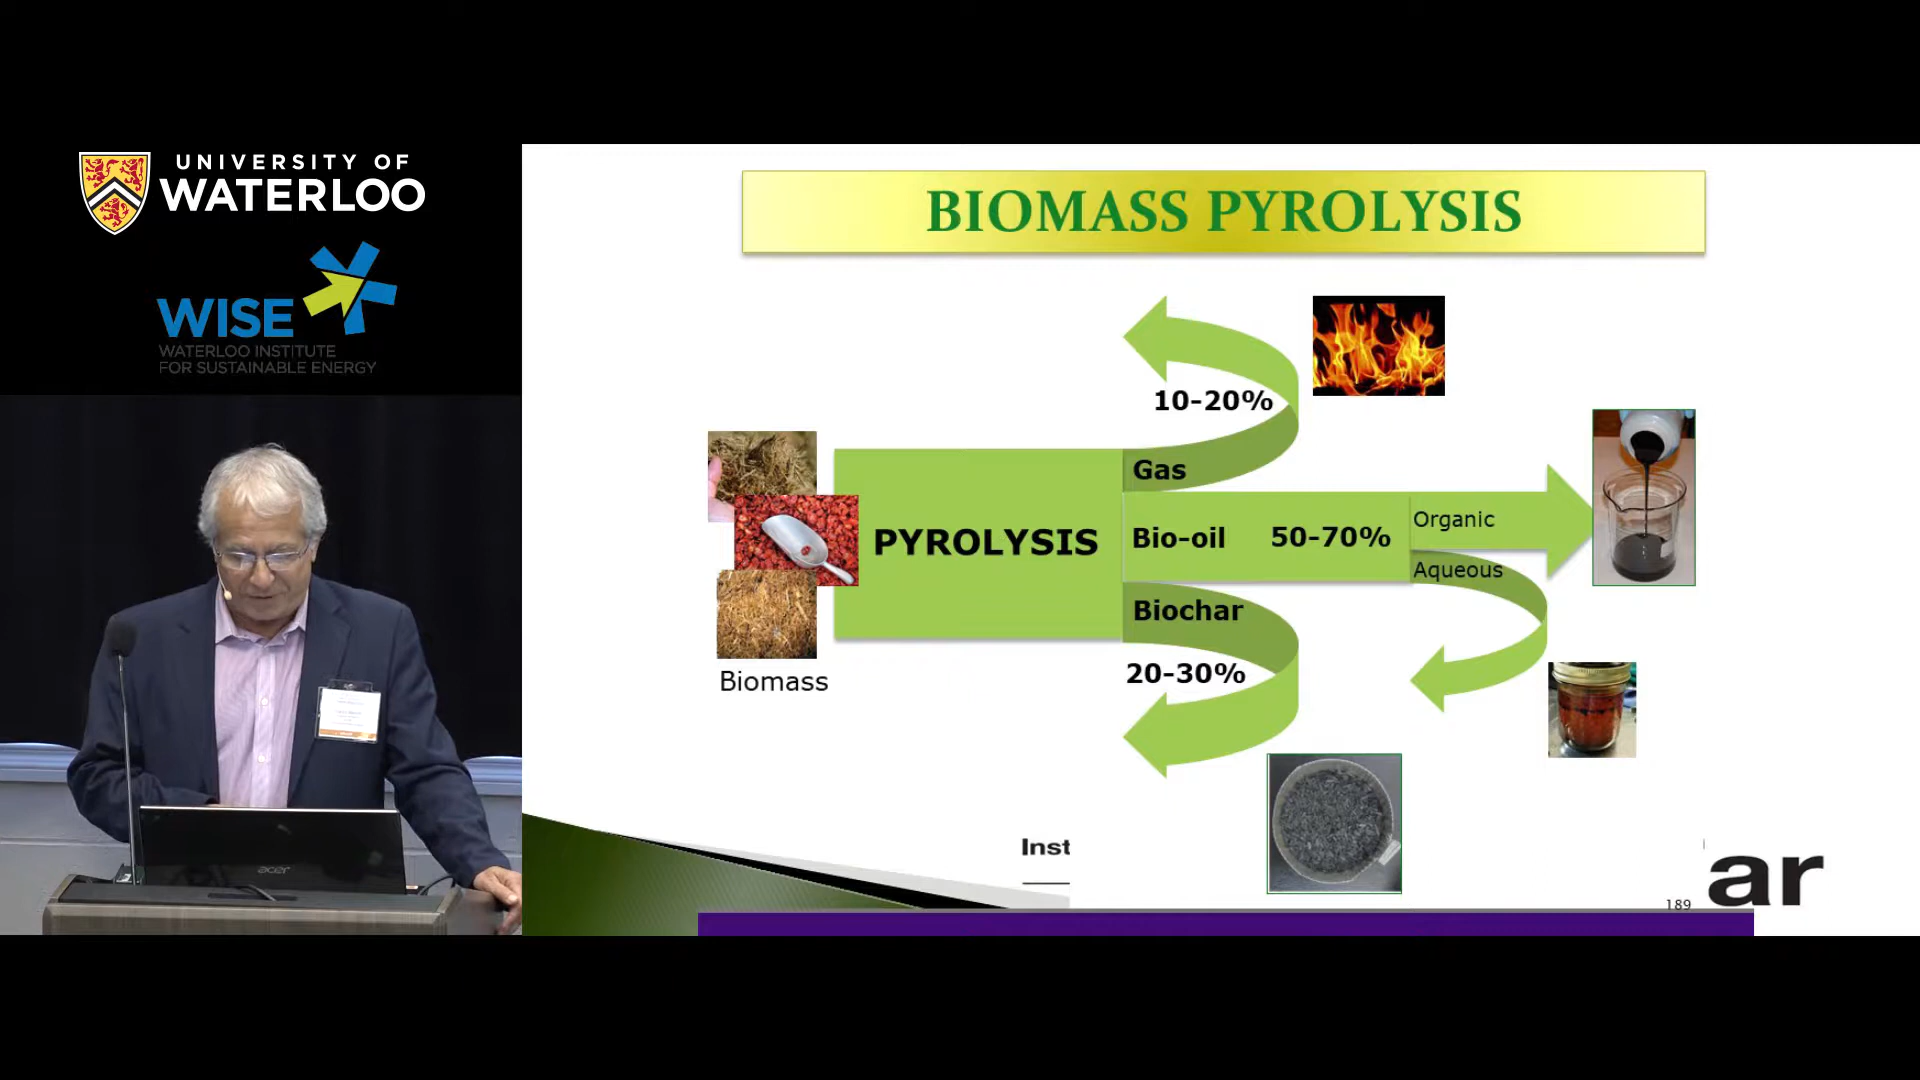 UNIVERSITY OF
WATERLOO
WISE
WATERLOO INSTITUTE
FOR SUSTAINABLE ENERGY
BIOMASS PYROLYSIS
10-20%
Gas
PYROLYSIS
Bio-oil 50-70%
Organic
Aqueous
Biochar
20-30%
Biomass
Inst
ar
189
acer